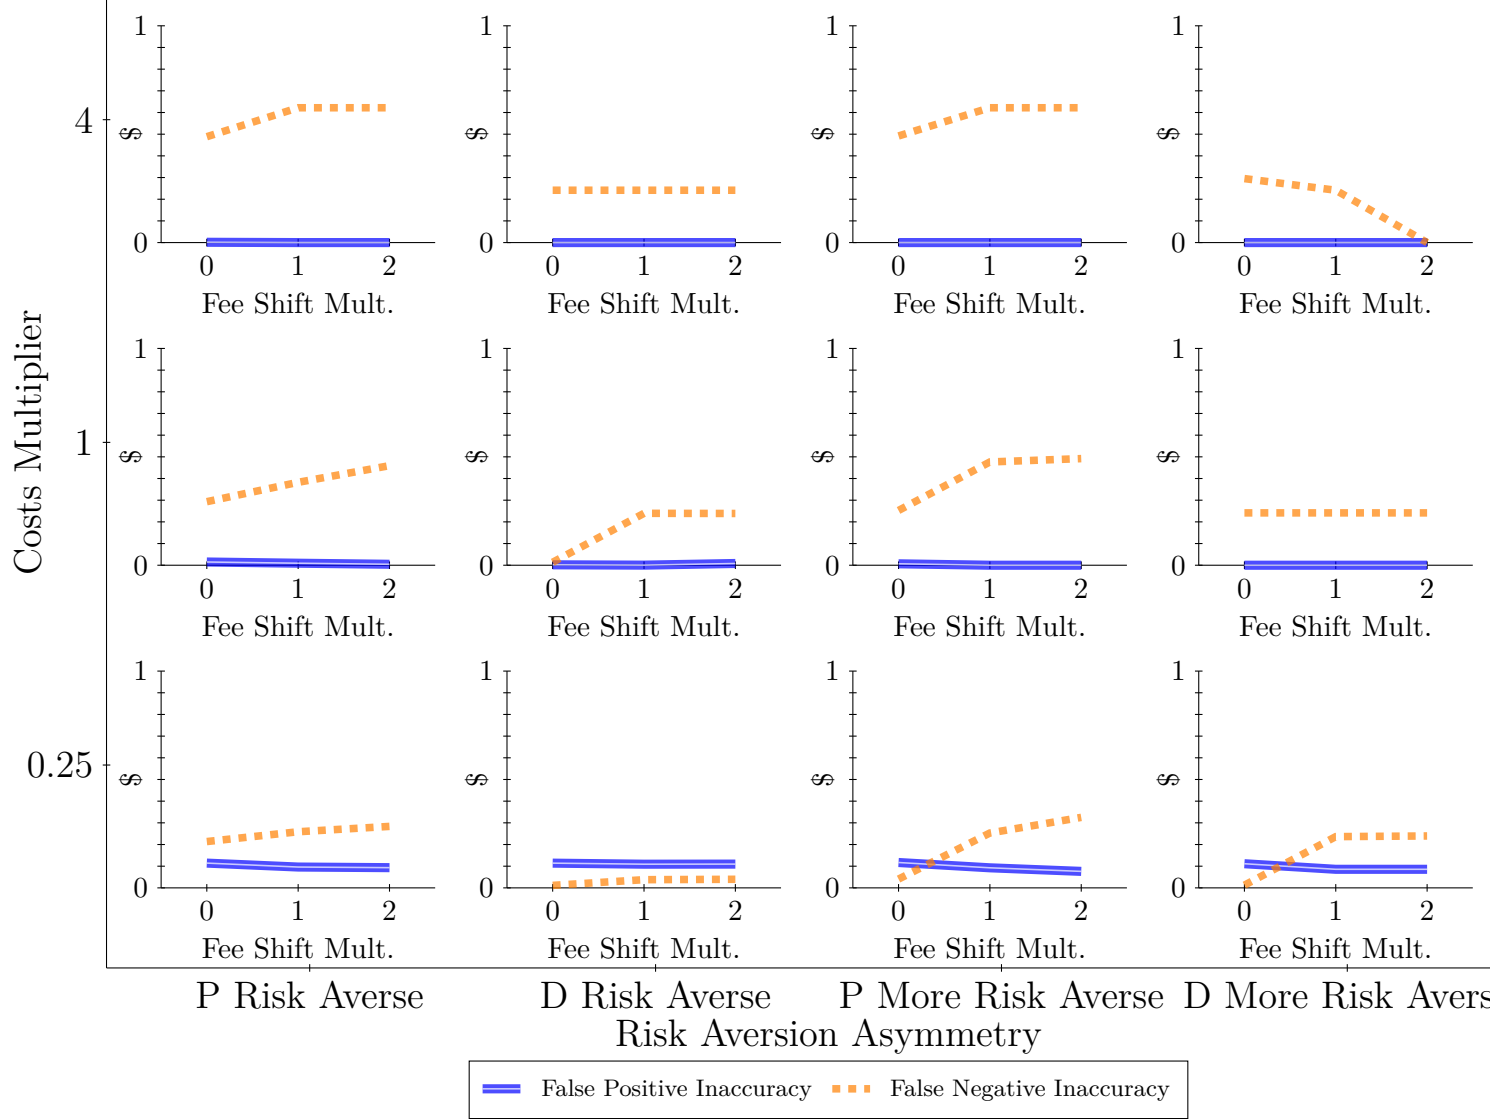 Costs Multiplier
4
1
$
0
0 1 2
Fee Shift Mult.
1
$
0
0 1 2
Fee Shift Mult.
1
$
0
0 1 2
Fee Shift Mult.
1
$
0
0 1 2
Fee Shift Mult.
1
1
$
0
0 1 2
Fee Shift Mult.
1
$
0
0 1 2
Fee Shift Mult.
1
$
0
0 1 2
Fee Shift Mult.
1
$
0
0 1 2
Fee Shift Mult.
0.25
1
$
0
0 1 2
Fee Shift Mult.
1
$
0
0 1 2
Fee Shift Mult.
1
$
0
0 1 2
Fee Shift Mult.
1
$
0
0 1 2
Fee Shift Mult.
P Risk Averse
D Risk Averse
P More Risk Averse
D More Risk Avers
Risk Aversion Asymmetry
False Positive Inaccuracy
False Negative Inaccuracy